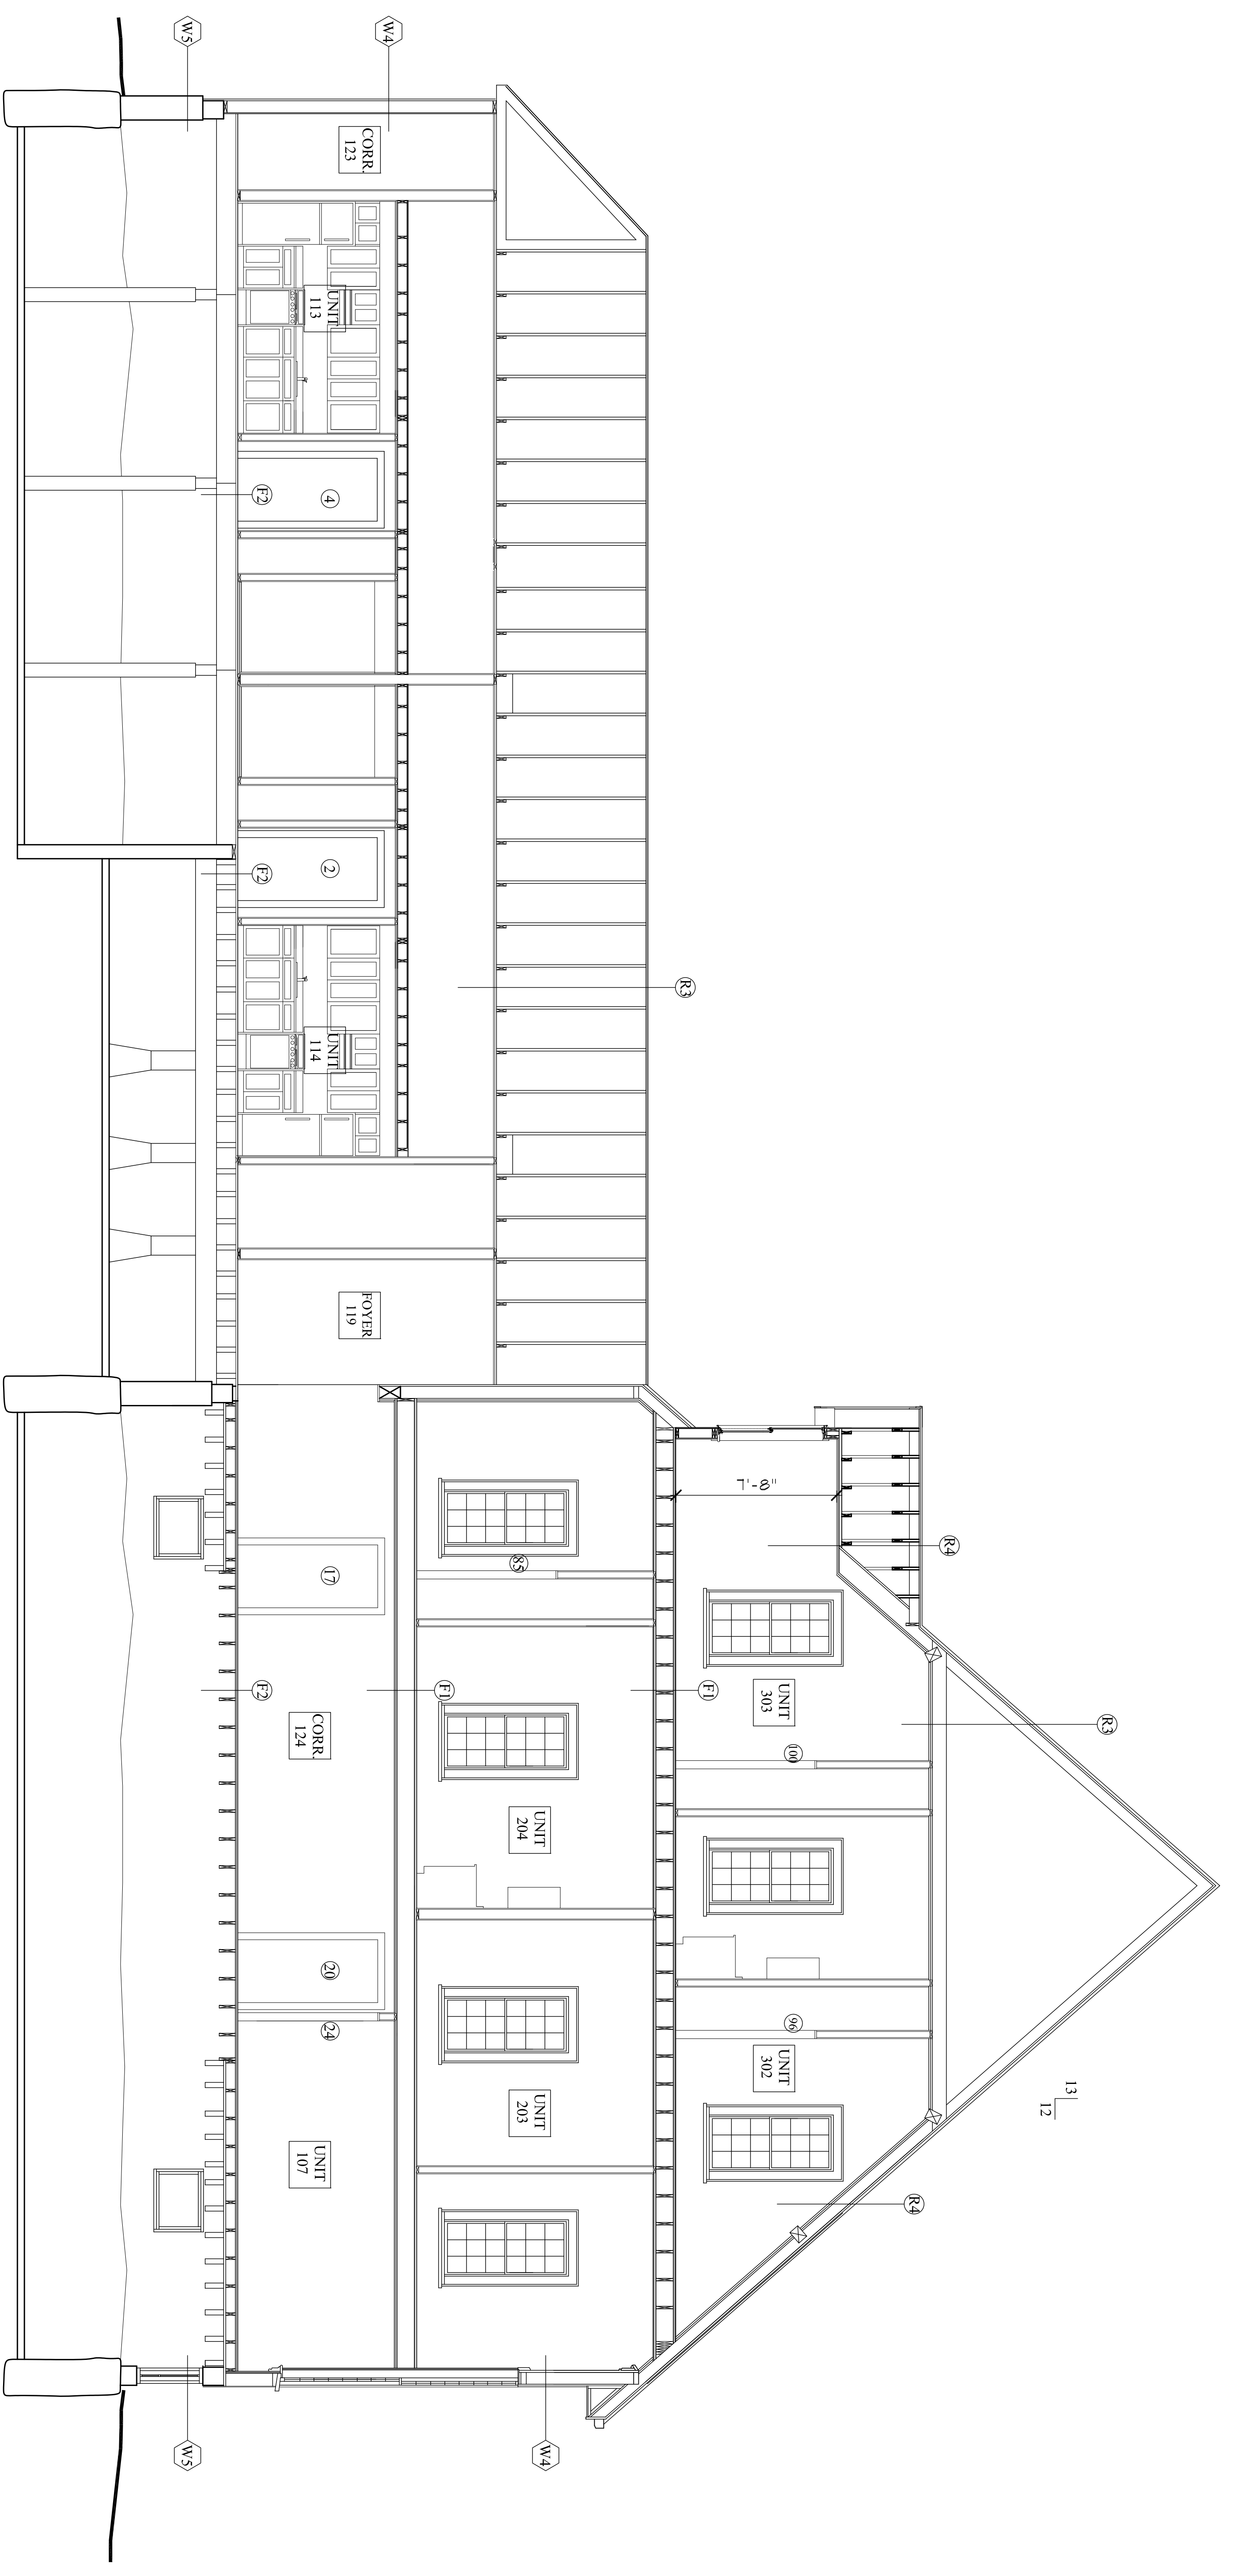 R3
13
12
R4
R4
100
96
UNIT
303
UNIT
302
7'-8"
F1
R3
W4
UNIT
204
UNIT
203
85
F1
W4
CORR.
123
FOYER
119
UNIT
113
UNIT
114
4
2
17
20
24
CORR.
124
UNIT
107
F2
F2
F2
W5
W5